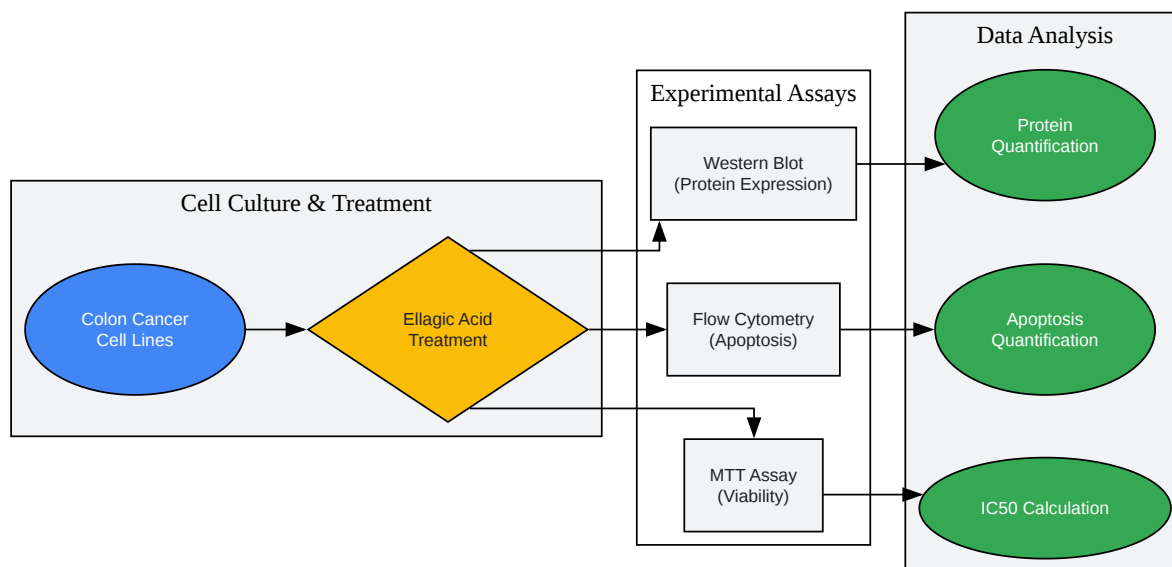 Cell Culture & Treatment
Colon Cancer
Cell Lines
Ellagic Acid
Treatment
Experimental Assays
Western Blot
(Protein Expression)
Flow Cytometry
(Apoptosis)
MTT Assay
(Viability)
Data Analysis
Protein
Quantification
Apoptosis
Quantification
IC50 Calculation